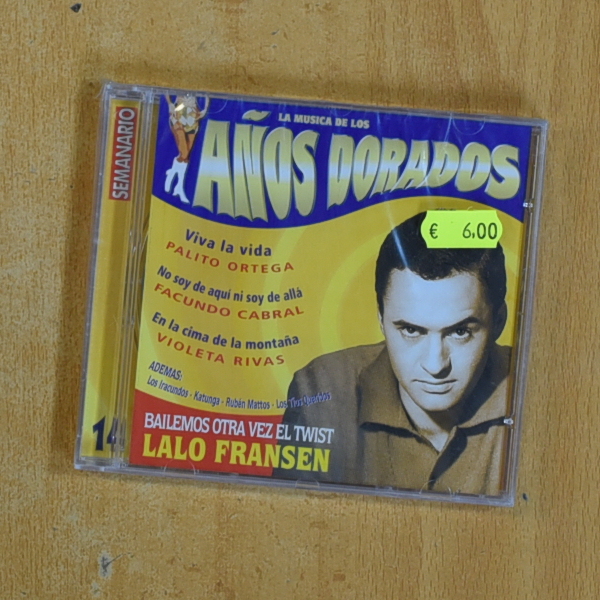 SEMANARIO
LA MUSICA DE LOS
AÑOS DORADOS
€ 6,00
Viva la vida
PALITO ORTEGA
No soy de aquí ni soy de allá
FACUNDO CABRAL
En la cima de la montaña
VIOLETA RIVAS
ADEMAS:
Los Iracundos - Katunga - Rubén Mattos - Los
BAILEMOS OTRA VEZ EL TWIST
LALO FRANSEN
14